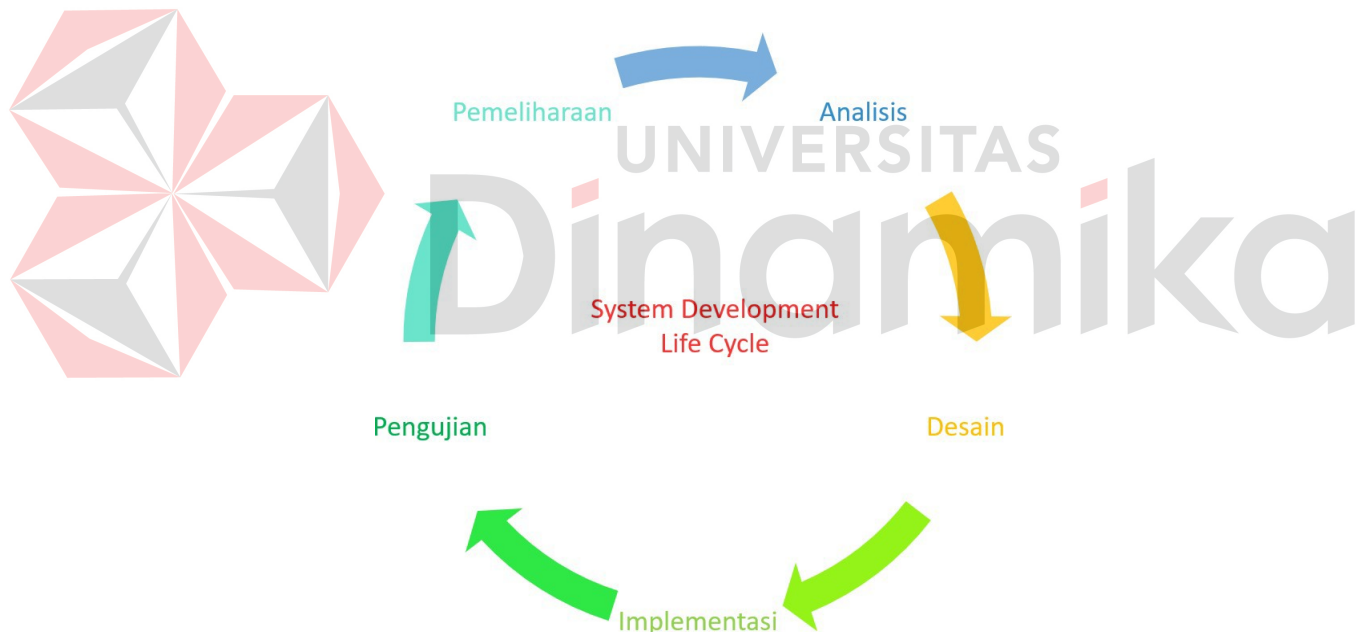 Pemeliharaan
Analisis
UNIVERSITAS
Dinamika
System Development
Life Cycle
Pengujian
Desain
Implementasi